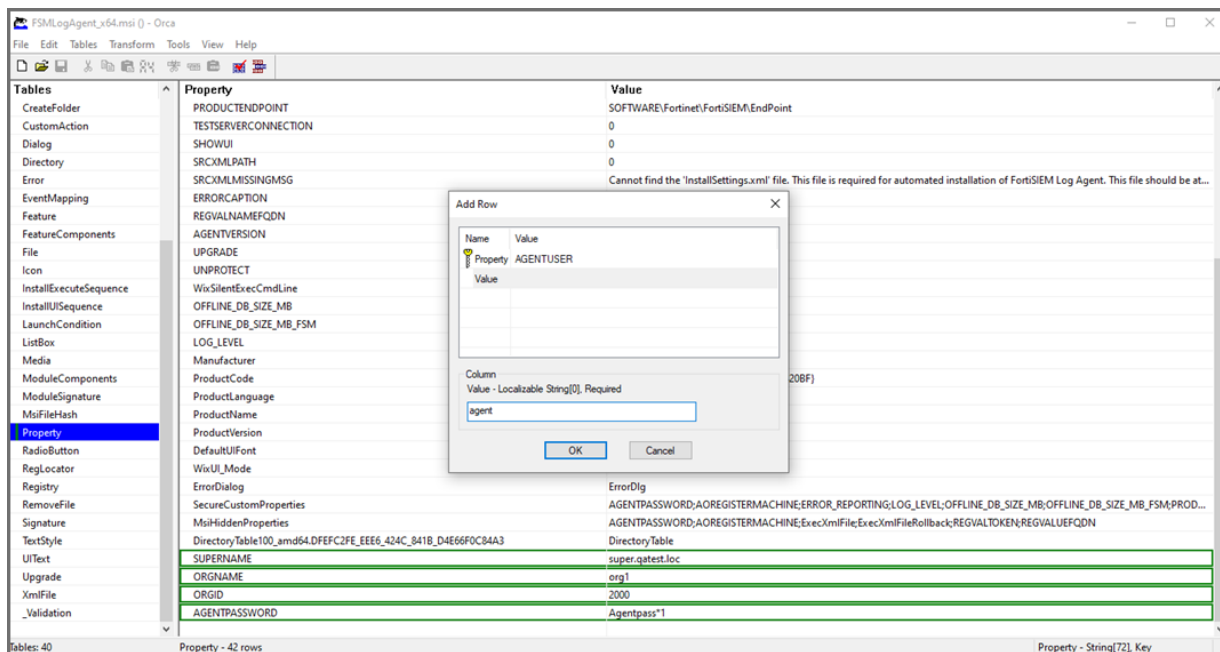 FSMLogAgent_x64.msi () - Orca
File Edit Tables Transform Tools View Help
Tables Property Value
CreateFolder PRODUCTENDPOINT SOFTWARE\Fortinet\FortiSIEM\EndPoint
CustomAction TESTSERVERCONNECTION 0
Dialog SHOWUI 0
Directory SRCXMLPATH 0
Error SRCXMLMISSINGMSG Cannot find the 'InstallSettings.xml' file. This file is required for automated installation of FortiSIEM Log Agent. This file should be at...
EventMapping ERRORCAPTION
Feature REGVALNAMEFQDN
FeatureComponents AGENTVERSION
File UPGRADE
Icon UNPROTECT
InstallExecuteSequence WixSilentExecCmdLine
InstallUISequence OFFLINE_DB_SIZE_MB
LaunchCondition OFFLINE_DB_SIZE_MB_FSM
ListBox LOG_LEVEL
Media Manufacturer
ModuleComponents ProductCode 20BF}
ModuleSignature ProductLanguage
MsiFileHash ProductName
Property ProductVersion
RadioButton DefaultUIFont
RegLocator WixUI_Mode
Registry ErrorDialog ErrorDlg
RemoveFile SecureCustomProperties AGENTPASSWORD;AOREGISTERMACHINE;ERROR_REPORTING;LOG_LEVEL;OFFLINE_DB_SIZE_MB;OFFLINE_DB_SIZE_MB_FSM;PROD...
Signature MsiHiddenProperties AGENTPASSWORD;AOREGISTERMACHINE;ExecXmlFile;ExecXmlFileRollback;REGVALTOKEN;REGVALUEFQDN
TextStyle DirectoryTable100_amd64.DFEFC2FE_EEE6_424C_841B_D4E66F0C84A3 DirectoryTable
UIText SUPERNAME super.qatest.loc
Upgrade ORGNAME org1
XmlFile ORGID 2000
_Validation AGENTPASSWORD Agentpass*1
Add Row
Name Value
Property AGENTUSER
Value
Column
Value - Localizable String[0], Required
agent
OK Cancel
Tables: 40 Property - 42 rows Property - String[72], Key